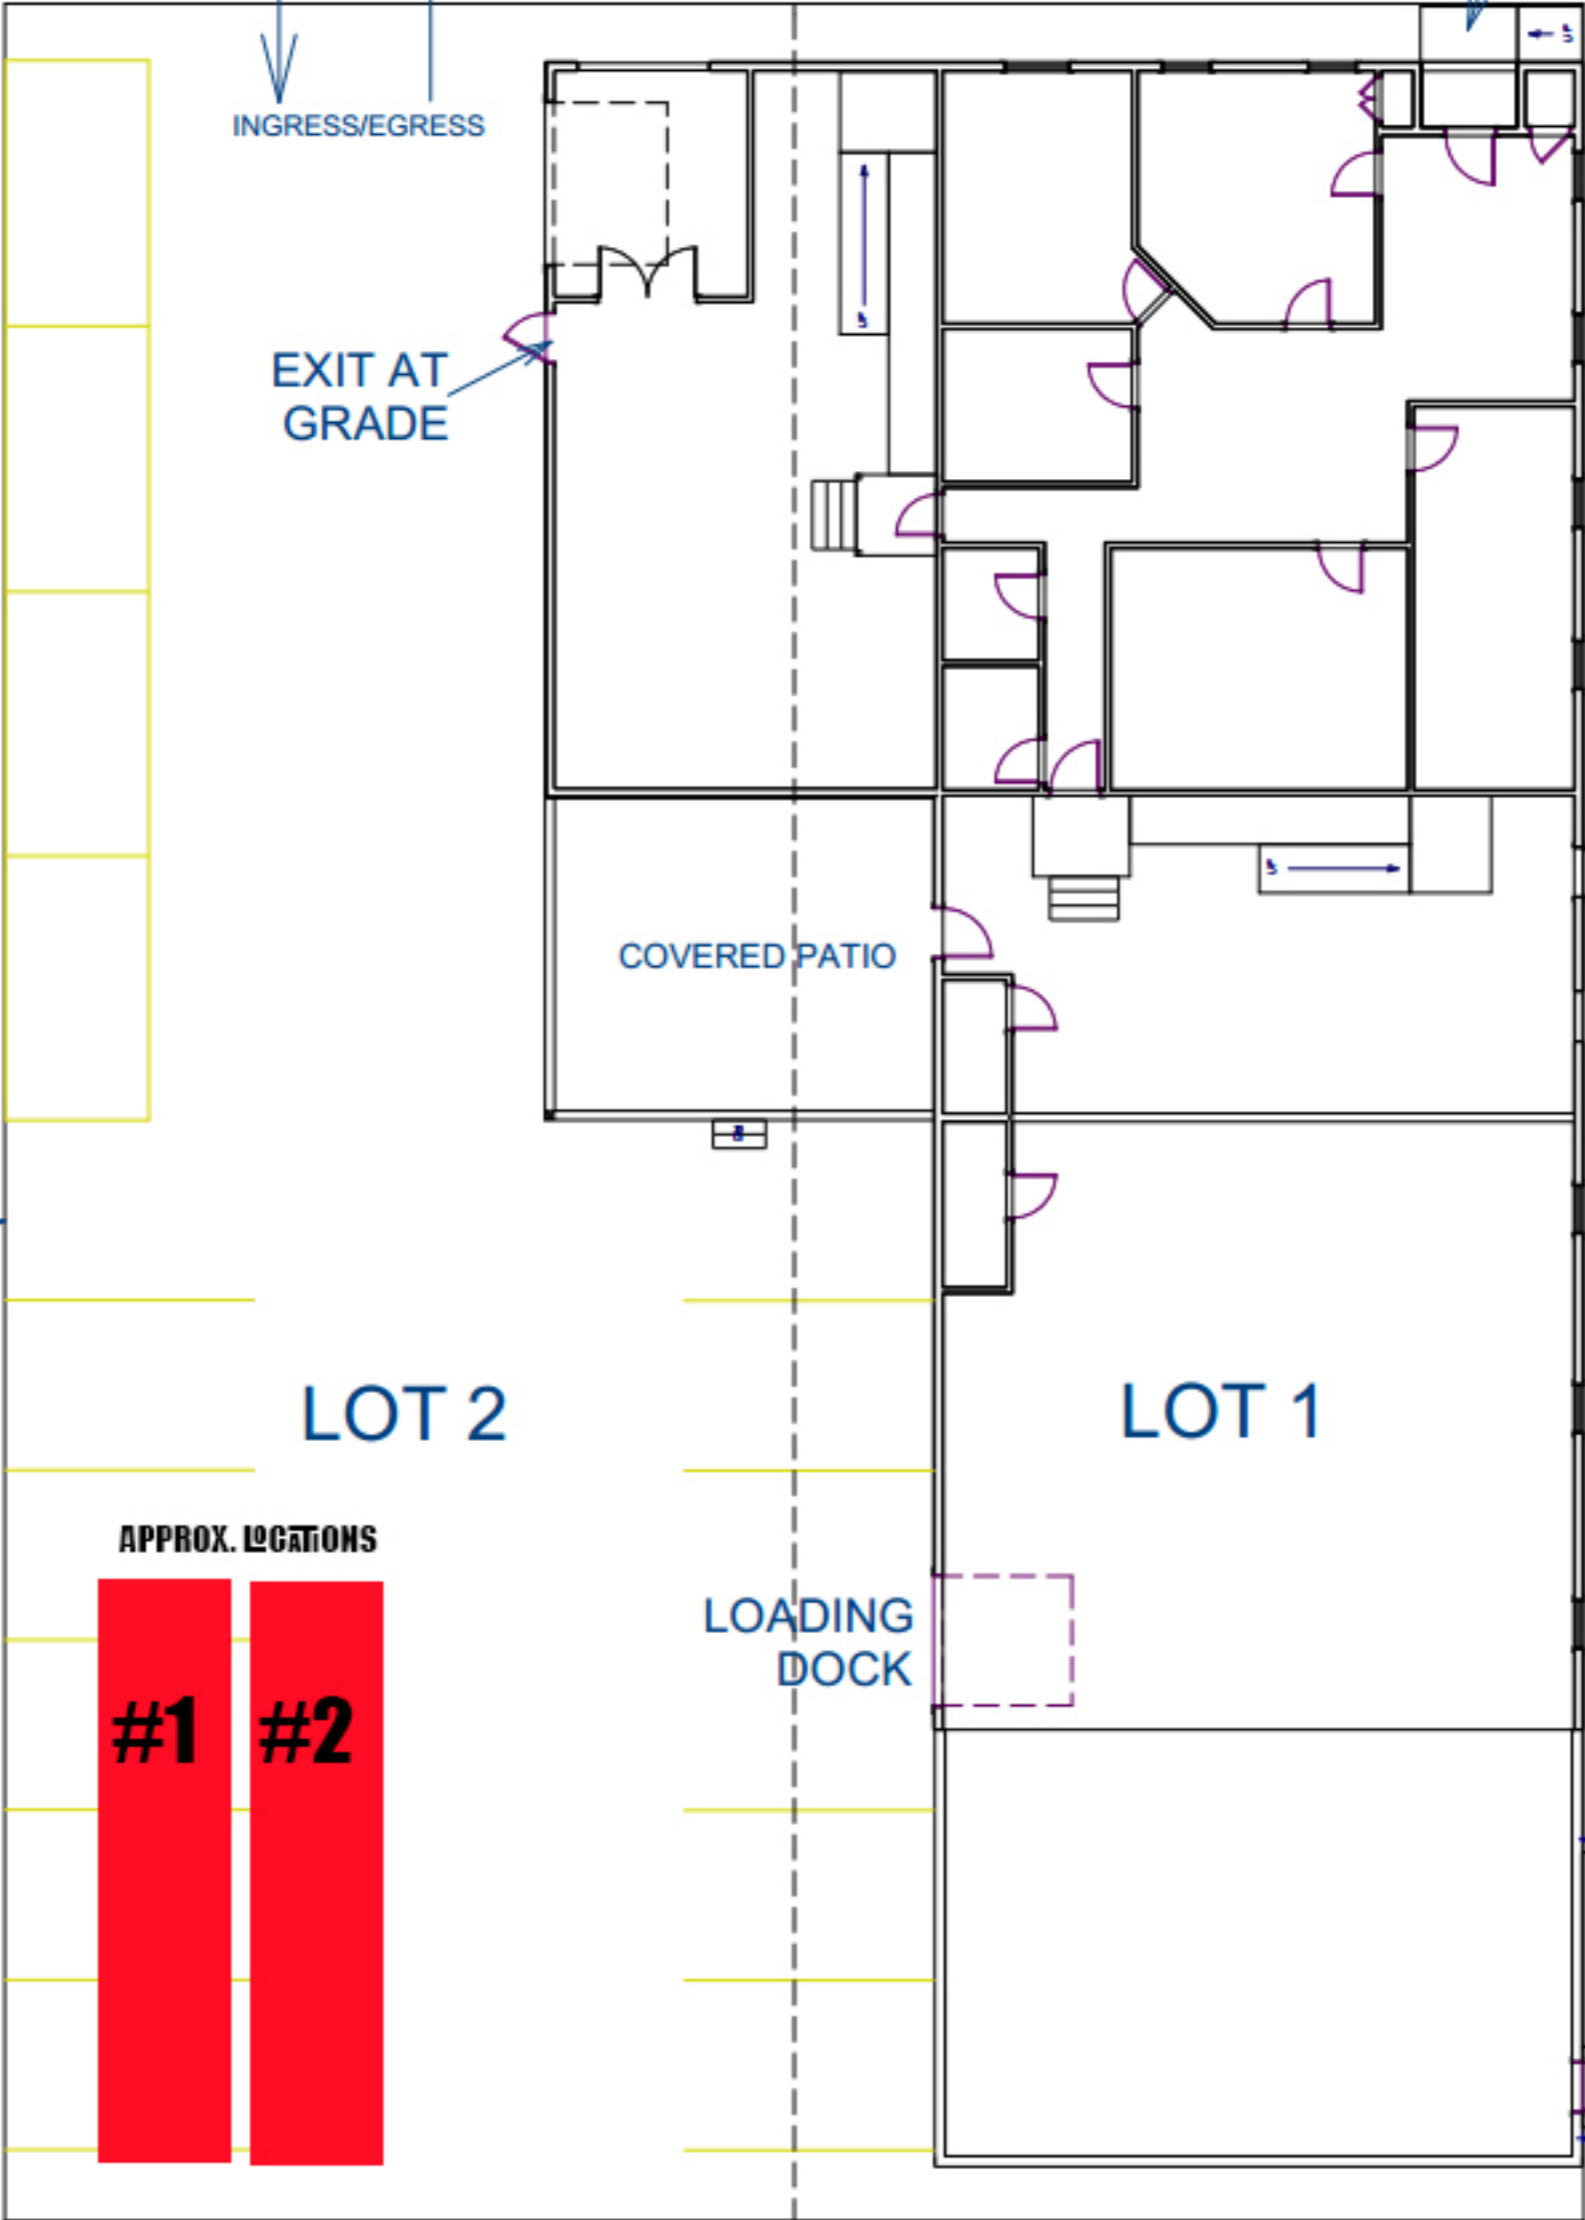 INGRESS/EGRESS
EXIT AT
GRADE
COVERED PATIO
LOT 2
LOT 1
APPROX. LOCATIONS
LOADING
DOCK
#1
#2